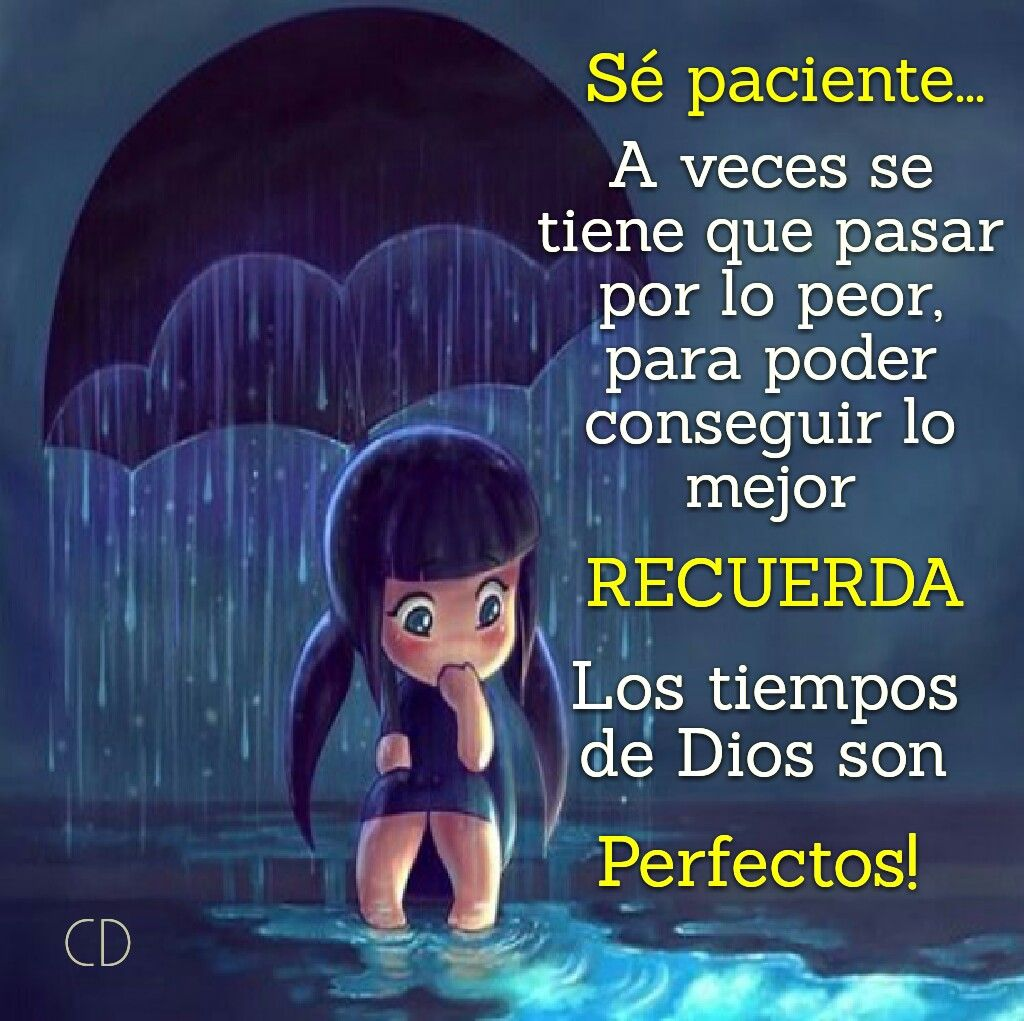 Sé paciente...
A veces se
tiene que pasar
por lo peor,
para poder
conseguir lo
mejor
RECUERDA
Los tiempos
de Dios son
Perfectos!
CD